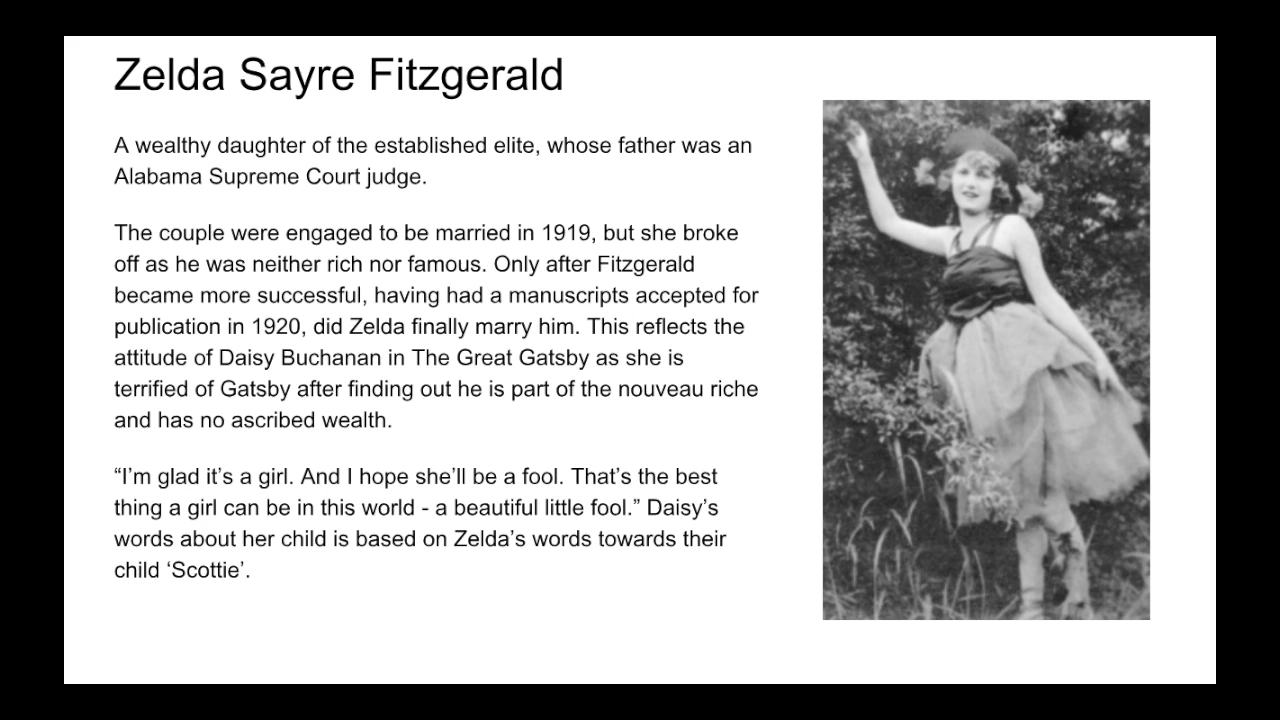 Zelda Sayre Fitzgerald
A wealthy daughter of the established elite, whose father was an
Alabama Supreme Court judge.
The couple were engaged to be married in 1919, but she broke
off as he was neither rich nor famous. Only after Fitzgerald
became more successful, having had a manuscripts accepted for
publication in 1920, did Zelda finally marry him. This reflects the
attitude of Daisy Buchanan in The Great Gatsby as she is
terrified of Gatsby after finding out he is part of the nouveau riche
and has no ascribed wealth.
“I’m glad it’s a girl. And I hope she’ll be a fool. That’s the best
thing a girl can be in this world - a beautiful little fool.” Daisy’s
words about her child is based on Zelda’s words towards their
child ‘Scottie’.